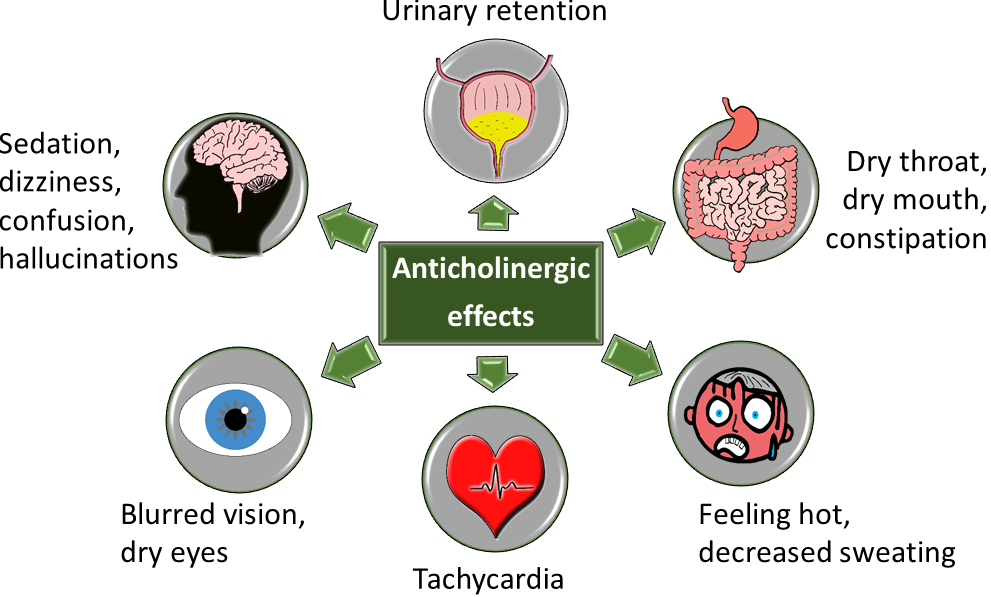 Urinary retention
Sedation,
dizziness,
confusion,
hallucinations
Dry throat,
dry mouth,
constipation
Anticholinergic
effects
Blurred vision,
dry eyes
Tachycardia
Feeling hot,
decreased sweating